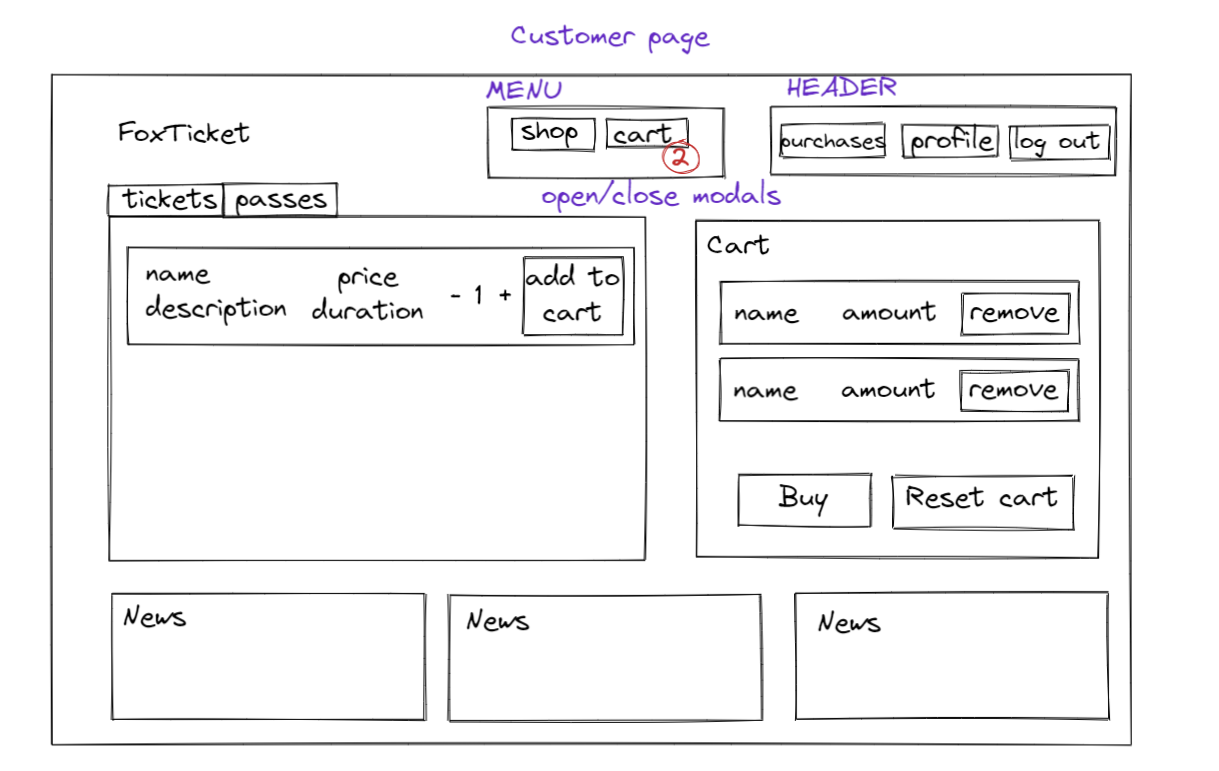 Customer page
MENU
HEADER
FoxTicket
shop
cart
2
purchases
profile
log out
open/close modals
tickets
passes
name
description
price
duration
- 1 +
add to
cart
Cart
name amount remove
name amount remove
Buy
Reset cart
News
News
News